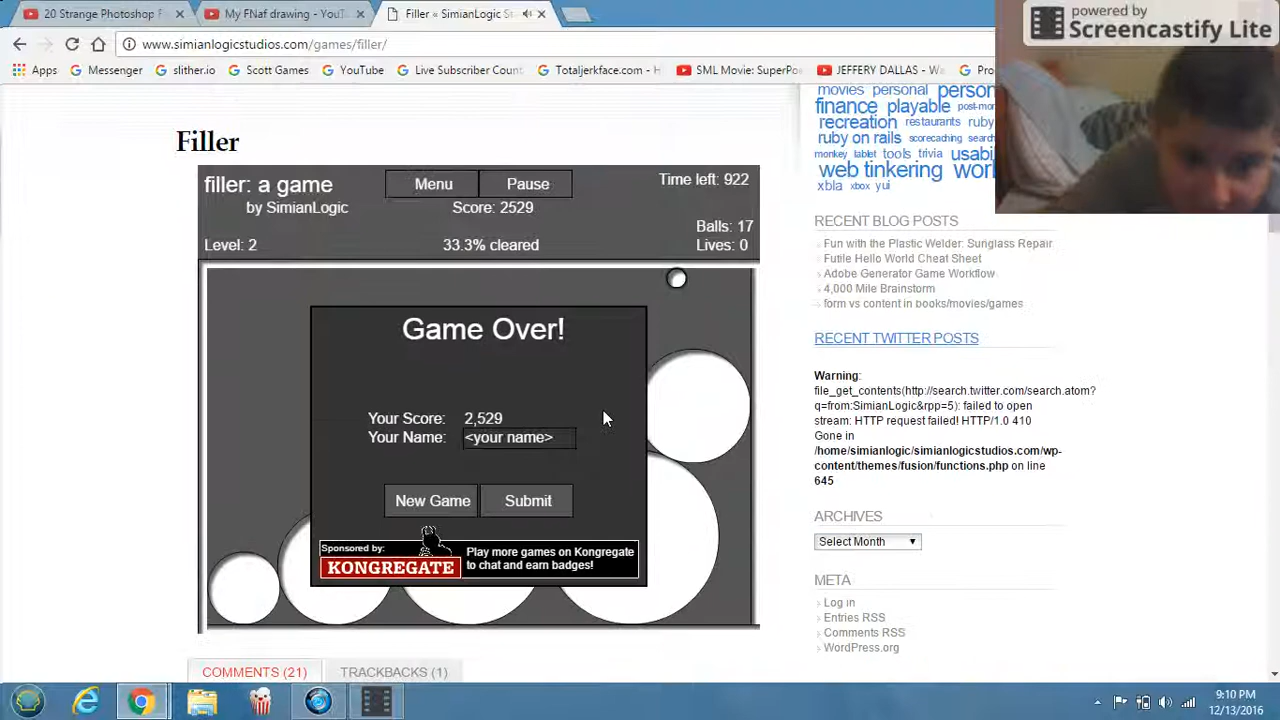 20 Strange Photoshop F
My FNaf drawing - YouT
Filler « SimianLogic St
powered by
Screencastify Lite
www.simianlogicstudios.com/games/filler/
Apps
Messenger
slither.io
Scott Games
YouTube
Live Subscriber Count
Totaljerkface.com - H
SML Movie: SuperPo
JEFFERY DALLAS - W
Pro
movies personal person
finance playable post-mor
recreation restaurants ruby
ruby on rails scorecaching search
monkey tablet tools trivia usabi
web tinkering work
xbla xbox yui
Filler
filler: a game
by SimianLogic
Menu
Pause
Time left: 922
Score: 2529
Balls: 17
Level: 2
33.3% cleared
Lives: 0
Game Over!
Your Score: 2,529
Your Name: <your name>
New Game
Submit
Sponsored by:
KONGREGATE
Play more games on Kongregate
to chat and earn badges!
COMMENTS (21)
TRACKBACKS (1)
RECENT BLOG POSTS
Fun with the Plastic Welder: Sunglass Repair
Futile Hello World Cheat Sheet
Adobe Generator Game Workflow
4,000 Mile Brainstorm
form vs content in books/movies/games
RECENT TWITTER POSTS
Warning:
file_get_contents(http://search.twitter.com/search.atom?
q=from:SimianLogic&rpp=5): failed to open
stream: HTTP request failed! HTTP/1.0 410
Gone in
/home/simianlogic/simianlogicstudios.com/wp-
content/themes/fusion/functions.php on line
645
ARCHIVES
Select Month
META
Log in
Entries RSS
Comments RSS
WordPress.org
9:10 PM
12/13/2016